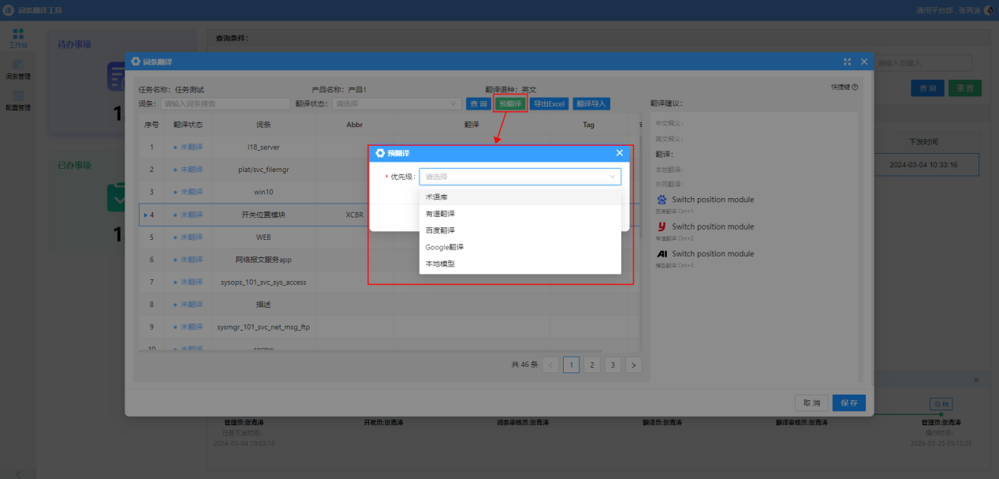 词条翻译工具
通用平台部_张青涛
工作台
词条管理
配置管理
待办事项
已办事项
查询条件:
请输入创建人
查 询
重 置
下发时间
2024-03-04 10:33:16
词条翻译
任务名称: 任务测试
产品名称: 产品1
翻译语种: 英文
快捷键
词条: 请输入词条搜索
翻译状态: 请选择
查 询
预翻译
导出Excel
翻译导入
序号 翻译状态 词条 Abbr 翻译 Tag
1 未翻译 I18_server
2 未翻译 plat/svc_filemgr
3 未翻译 win10
4 未翻译 开关位置模块 XCBR
5 未翻译 WEB
6 未翻译 网络报文服务app
7 未翻译 sysops_101_svc_sys_access
8 未翻译 描述
9 未翻译 sysmgr_101_svc_net_msg_ftp
10 未翻译
共 46 条
1 2 3
翻译建议:
中文释义:
英文释义:
翻译:
本地翻译:
外网翻译:
Switch position module
百度翻译 Ctrl+1
Switch position module
有道翻译 Ctrl+2
Switch position module
模型翻译 Ctrl+3
预翻译
* 优先级: 请选择
术语库
有道翻译
百度翻译
Google翻译
本地模型
取 消
保 存
管理员:张青涛
任务下发时间:
2024-03-04 10:33:16
开发员:张青涛
词条审核员:张青涛
翻译员:张青涛
翻译审核员:张青涛
管理员:张青涛
操作时间:
2024-03-25 09:12:35